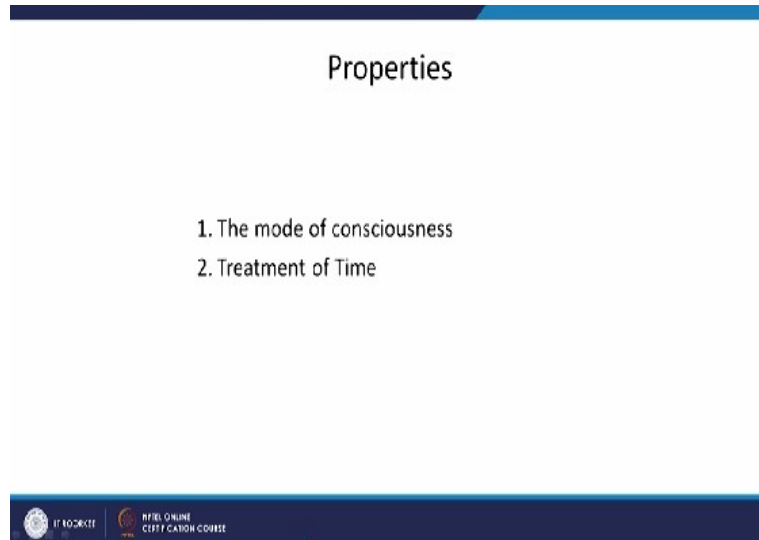 Properties
1. The mode of consciousness
2. Treatment of Time
IIT ROORKEE
NPTEL ONLINE
CERTIFICATION COURSE